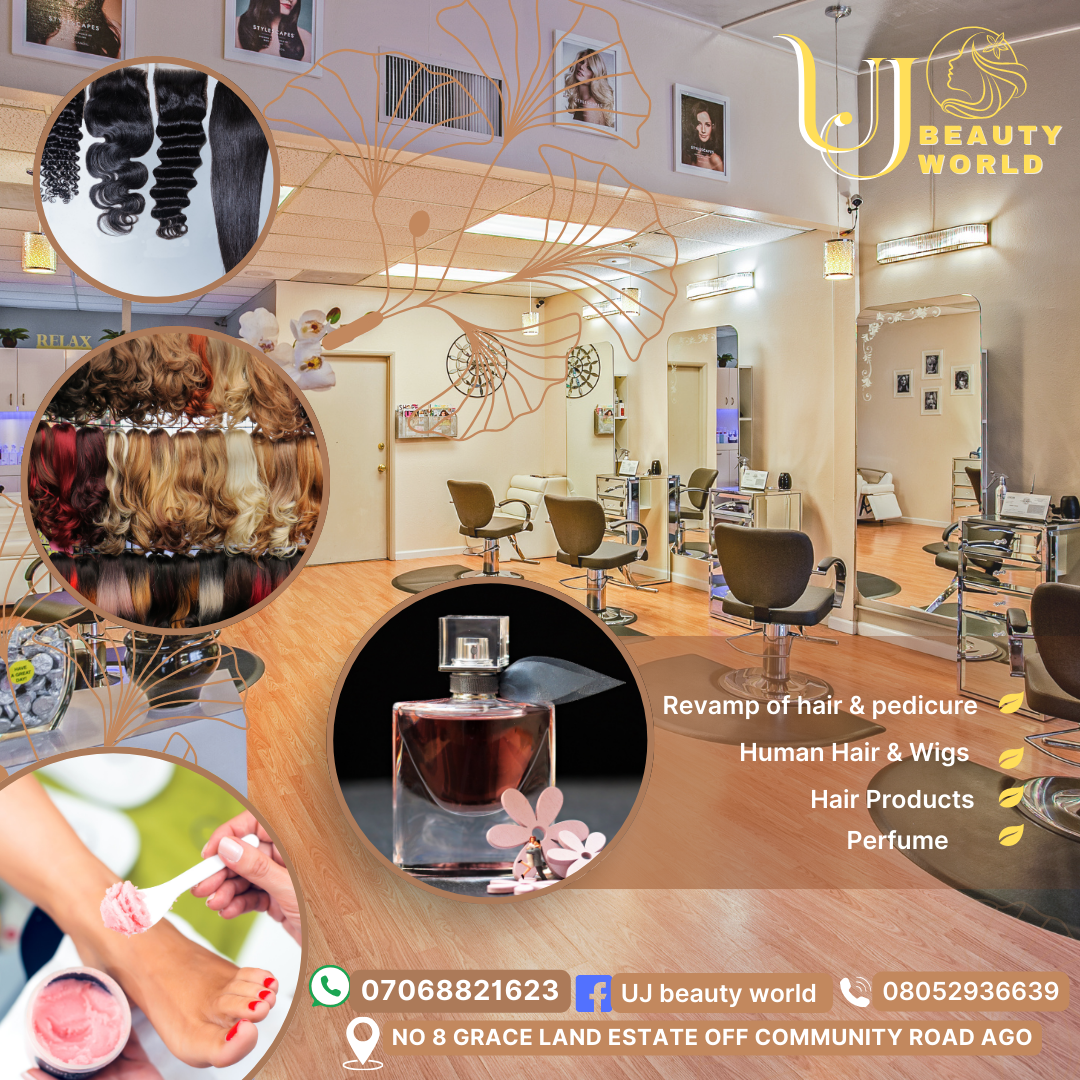 UJ
BEAUTY
WORLD
RELAX
Revamp of hair & pedicure
Human Hair & Wigs
Hair Products
Perfume
07068821623
UJ beauty world
08052936639
NO 8 GRACE LAND ESTATE OFF COMMUNITY ROAD AGO